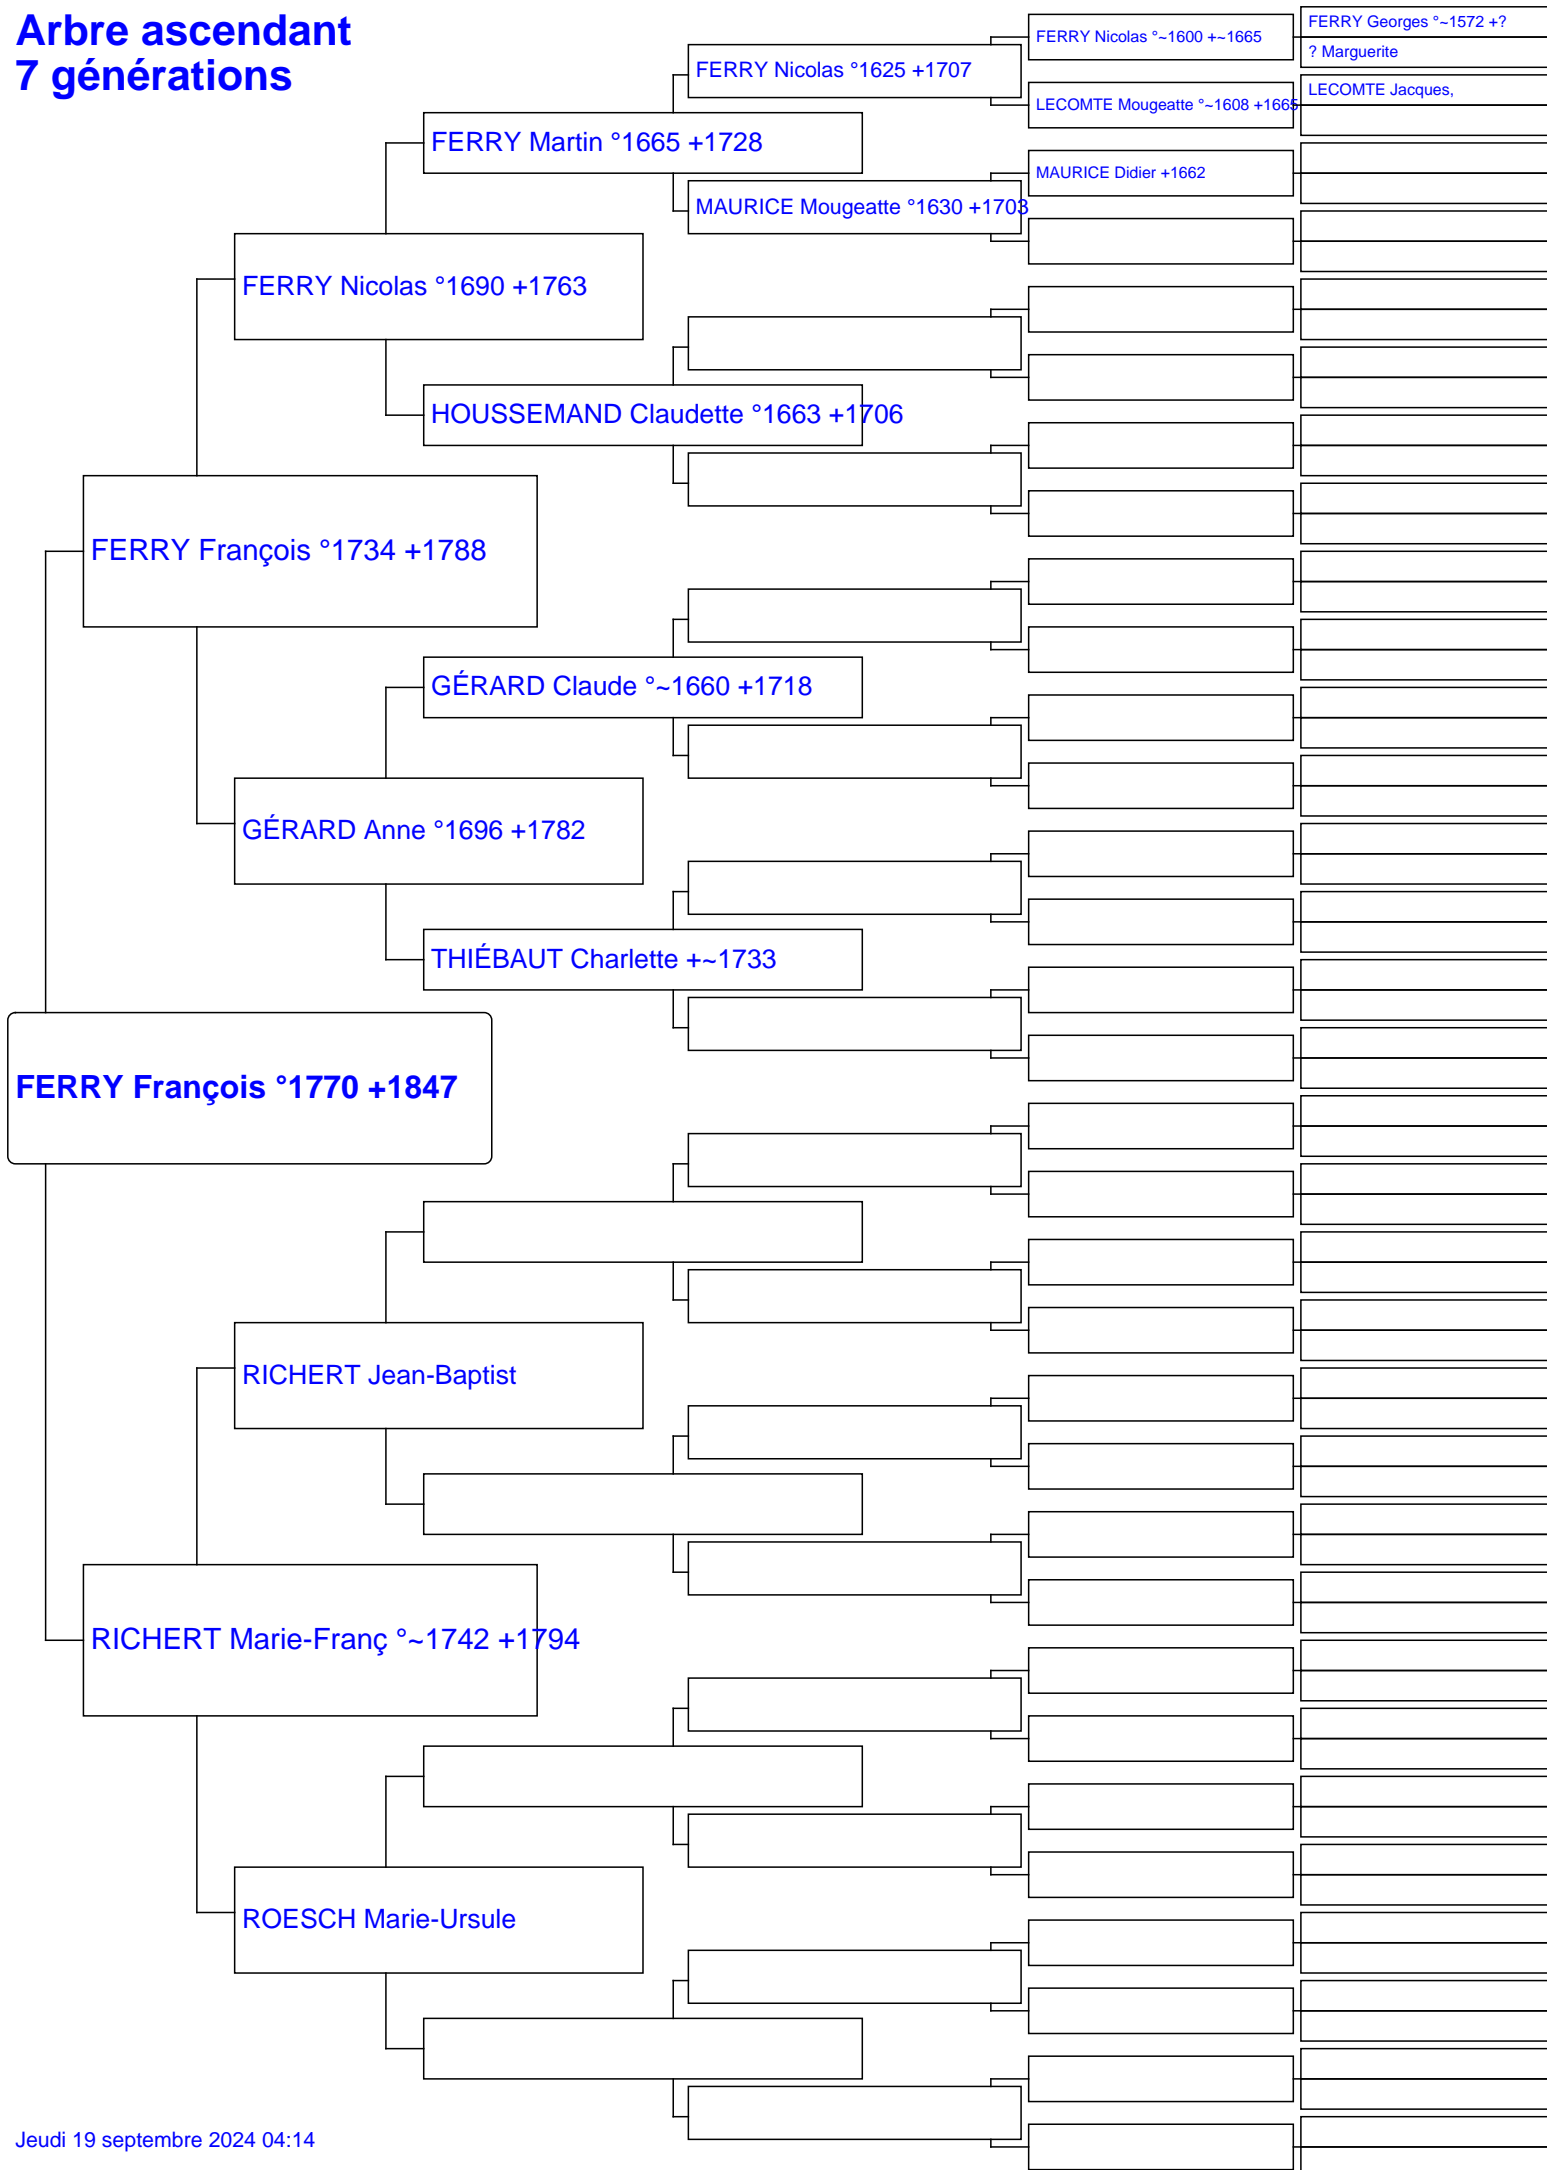 Arbre ascendant
7 générations
FERRY Georges °~1572 +?
FERRY Nicolas °~1600 +~1665
? Marguerite
FERRY Nicolas °1625 +1707
LECOMTE Jacques,
LECOMTE Mougeatte °~1608 +1665
FERRY Martin °1665 +1728
MAURICE Didier +1662
MAURICE Mougeatte °1630 +1703
FERRY Nicolas °1690 +1763
HOUSSEMAND Claudette °1663 +1706
FERRY François °1734 +1788
GÉRARD Claude °~1660 +1718
GÉRARD Anne °1696 +1782
THIÉBAUT Charlette +~1733
FERRY François °1770 +1847
RICHERT Jean-Baptist
RICHERT Marie-Franç °~1742 +1794
ROESCH Marie-Ursule
Jeudi 19 septembre 2024 04:14